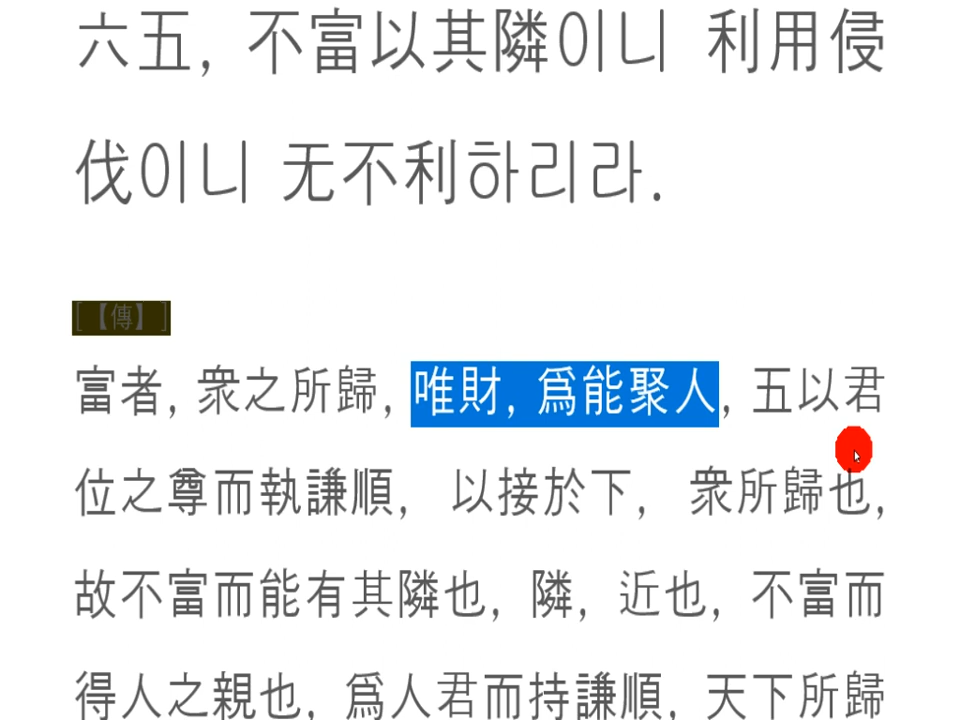 六五, 不富以其隣이니 利用侵
伐이니 无不利하리라.
[【傳】]
富者, 衆之所歸, 唯財, 爲能聚人, 五以君
位之尊而執謙順, 以接於下, 衆所歸也,
故不富而能有其隣也, 隣, 近也, 不富而
得人之親也, 爲人君而持謙順, 天下所歸